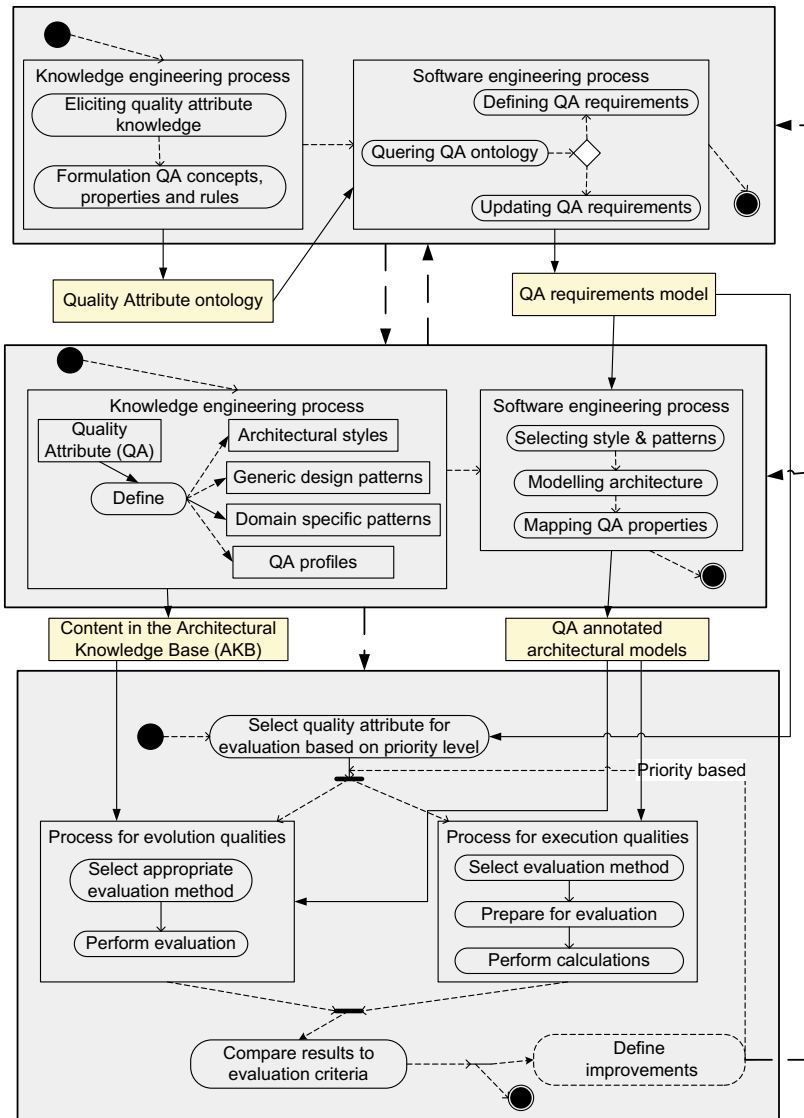 Knowledge engineering process
Eliciting quality attribute
knowledge
Formulation QA concepts,
properties and rules
Software engineering process
Defining QA requirements
Quering QA ontology
Updating QA requirements
Quality Attribute ontology
QA requirements model
Knowledge engineering process
Quality
Attribute (QA)
Define
Architectural styles
Generic design patterns
Domain specific patterns
QA profiles
Software engineering process
Selecting style & patterns
Modelling architecture
Mapping QA properties
Content in the Architectural
Knowledge Base (AKB)
QA annotated
architectural models
Select quality attribute for
evaluation based on priority level
Priority based
Process for evolution qualities
Select appropriate
evaluation method
Perform evaluation
Process for execution qualities
Select evaluation method
Prepare for evaluation
Perform calculations
Compare results to
evaluation criteria
Define
improvements